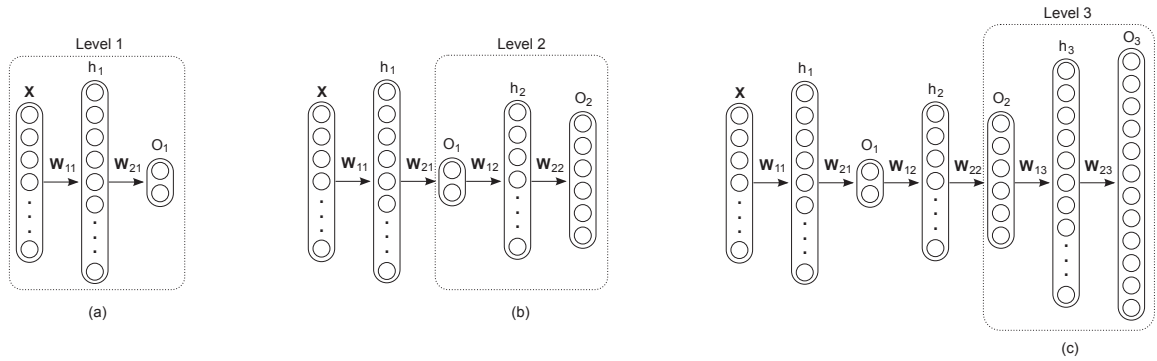 Level 1
X
h1
O1
W11
W21
(a)
Level 2
X
h1
O1
h2
O2
W11
W21
W12
W22
(b)
Level 3
X
h1
O1
h2
O2
h3
O3
W11
W21
W12
W22
W13
W23
(c)